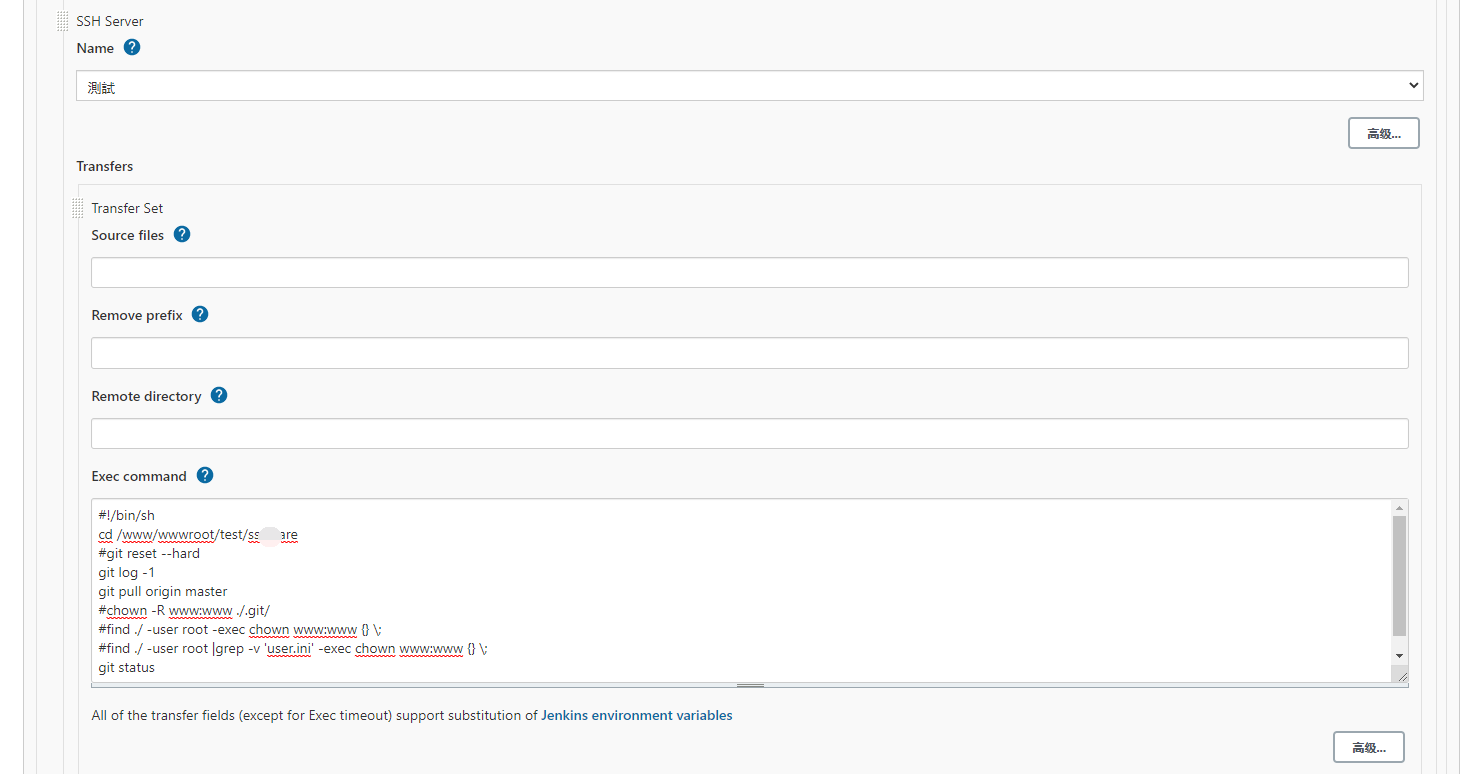 SSH Server
Name ?
測試
高级...
Transfers
Transfer Set
Source files ?
Remove prefix ?
Remote directory ?
Exec command ?
#!/bin/sh
cd /www/wwwroot/test/ss are
#git reset --hard
git log -1
git pull origin master
#chown -R www:www ./.git/
#find ./ -user root -exec chown www:www {} \;
#find ./ -user root |grep -v 'user.ini' -exec chown www:www {} \;
git status
All of the transfer fields (except for Exec timeout) support substitution of Jenkins environment variables
高级...